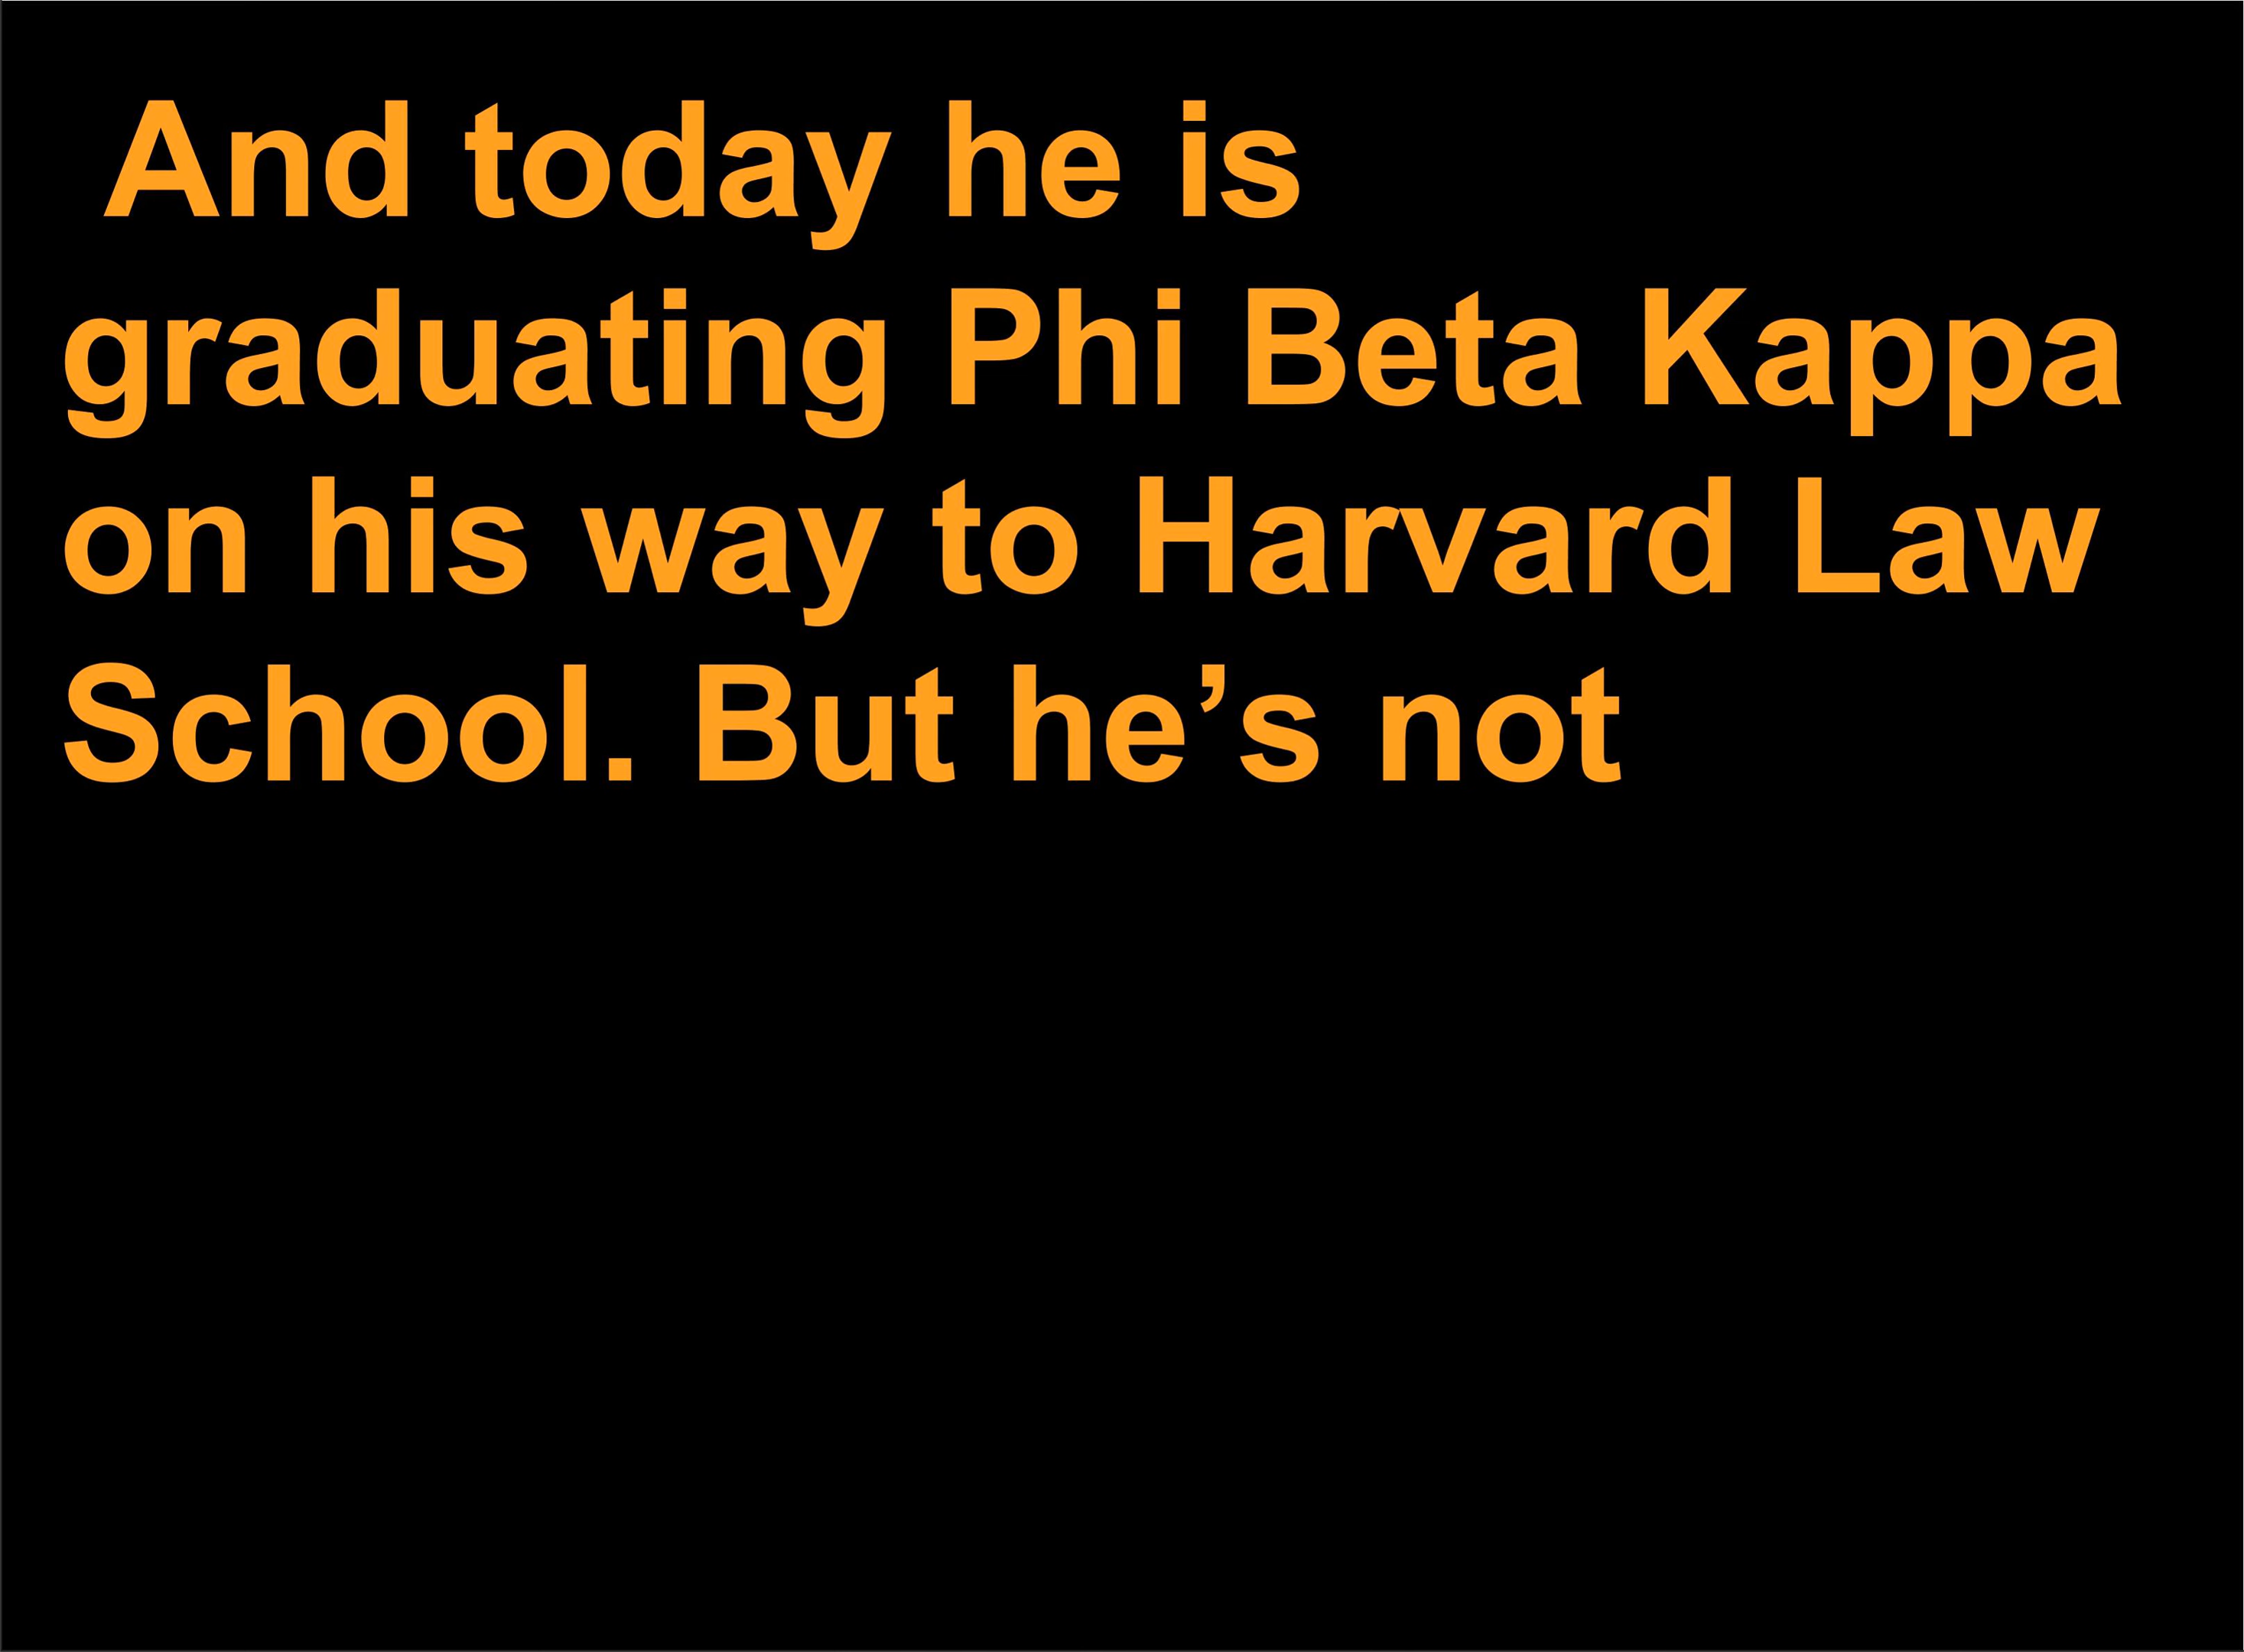 And today he is
graduating Phi Beta Kappa
on his way to Harvard Law
School. But he’s not